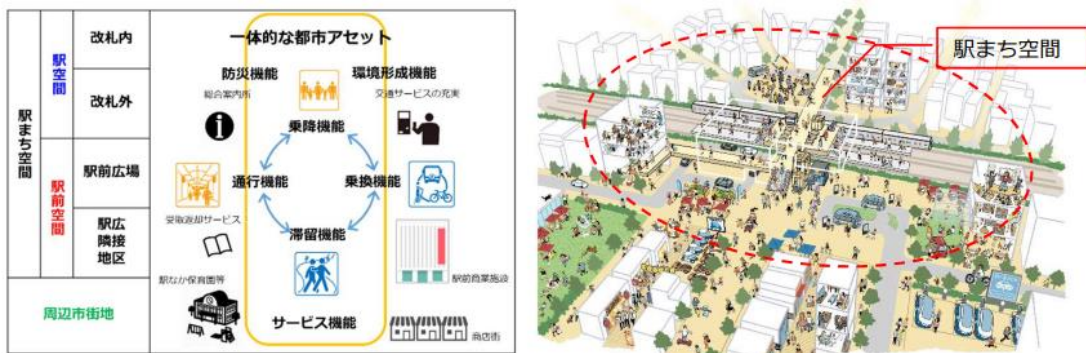 駅まち空間
駅空間
改札内
改札外
駅前空間
駅前広場
駅広
隣接
地区
周辺市街地
一体的な都市アセット
防災機能
環境形成機能
総合案内所
交通サービスの充実
乗降機能
通行機能
乗換機能
受取返却サービス
滞留機能
駅なか保育園等
駅前商業施設
サービス機能
商店街
駅まち空間